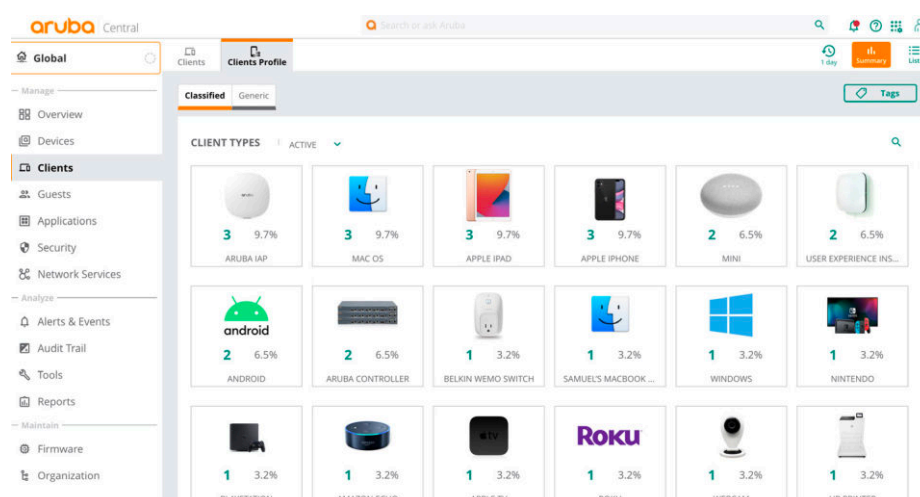 aruba Central
Search or ask Aruba
Global
Clients
Clients Profile
1 day
Summary
List
Manage
Overview
Devices
Clients
Guests
Applications
Security
Network Services
Analyze
Alerts & Events
Audit Trail
Tools
Reports
Maintain
Firmware
Organization
Classified
Generic
Tags
CLIENT TYPES
ACTIVE
3 9.7%
ARUBA IAP
3 9.7%
MAC OS
3 9.7%
APPLE IPAD
3 9.7%
APPLE IPHONE
2 6.5%
MINI
2 6.5%
USER EXPERIENCE INS...
android
2 6.5%
ANDROID
2 6.5%
ARUBA CONTROLLER
1 3.2%
BELKIN WEMO SWITCH
1 3.2%
SAMUEL'S MACBOOK ...
1 3.2%
WINDOWS
1 3.2%
NINTENDO
1 3.2%
1 3.2%
tv
1 3.2%
ROKU
1 3.2%
1 3.2%
1 3.2%